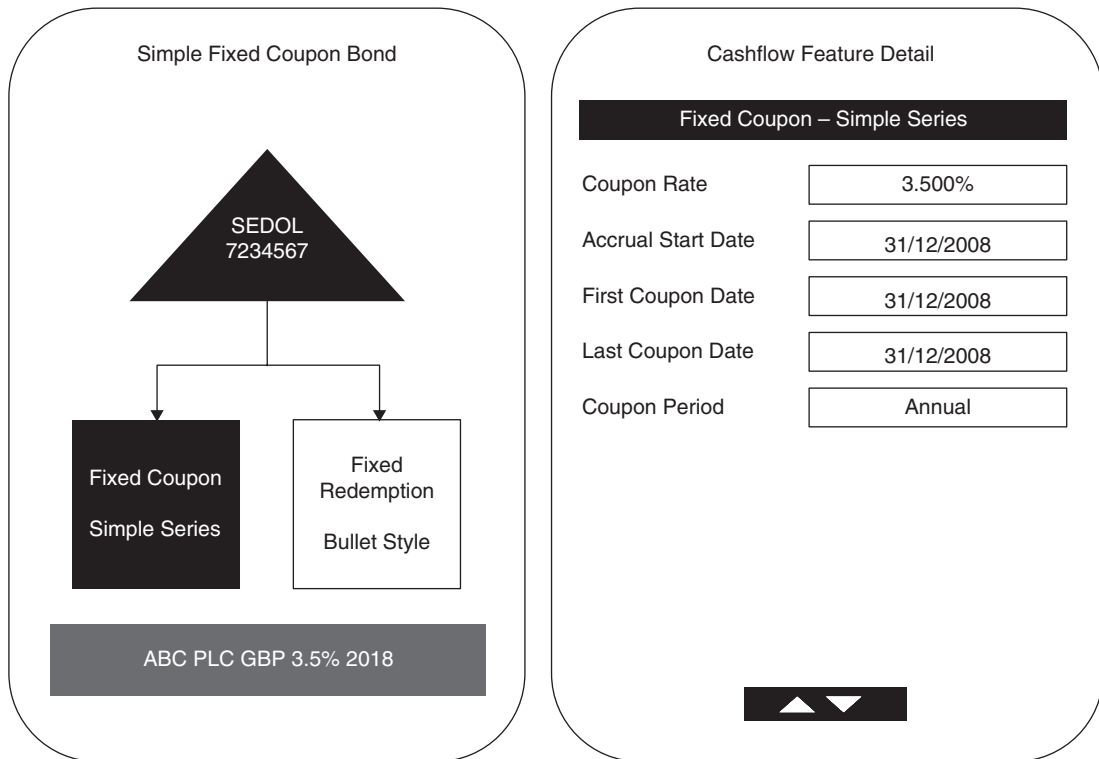 Simple Fixed Coupon Bond
SEDOL
7234567
Fixed Coupon
Simple Series
Fixed
Redemption
Bullet Style
ABC PLC GBP 3.5% 2018
Cashflow Feature Detail
Fixed Coupon – Simple Series
Coupon Rate 3.500%
Accrual Start Date 31/12/2008
First Coupon Date 31/12/2008
Last Coupon Date 31/12/2008
Coupon Period Annual